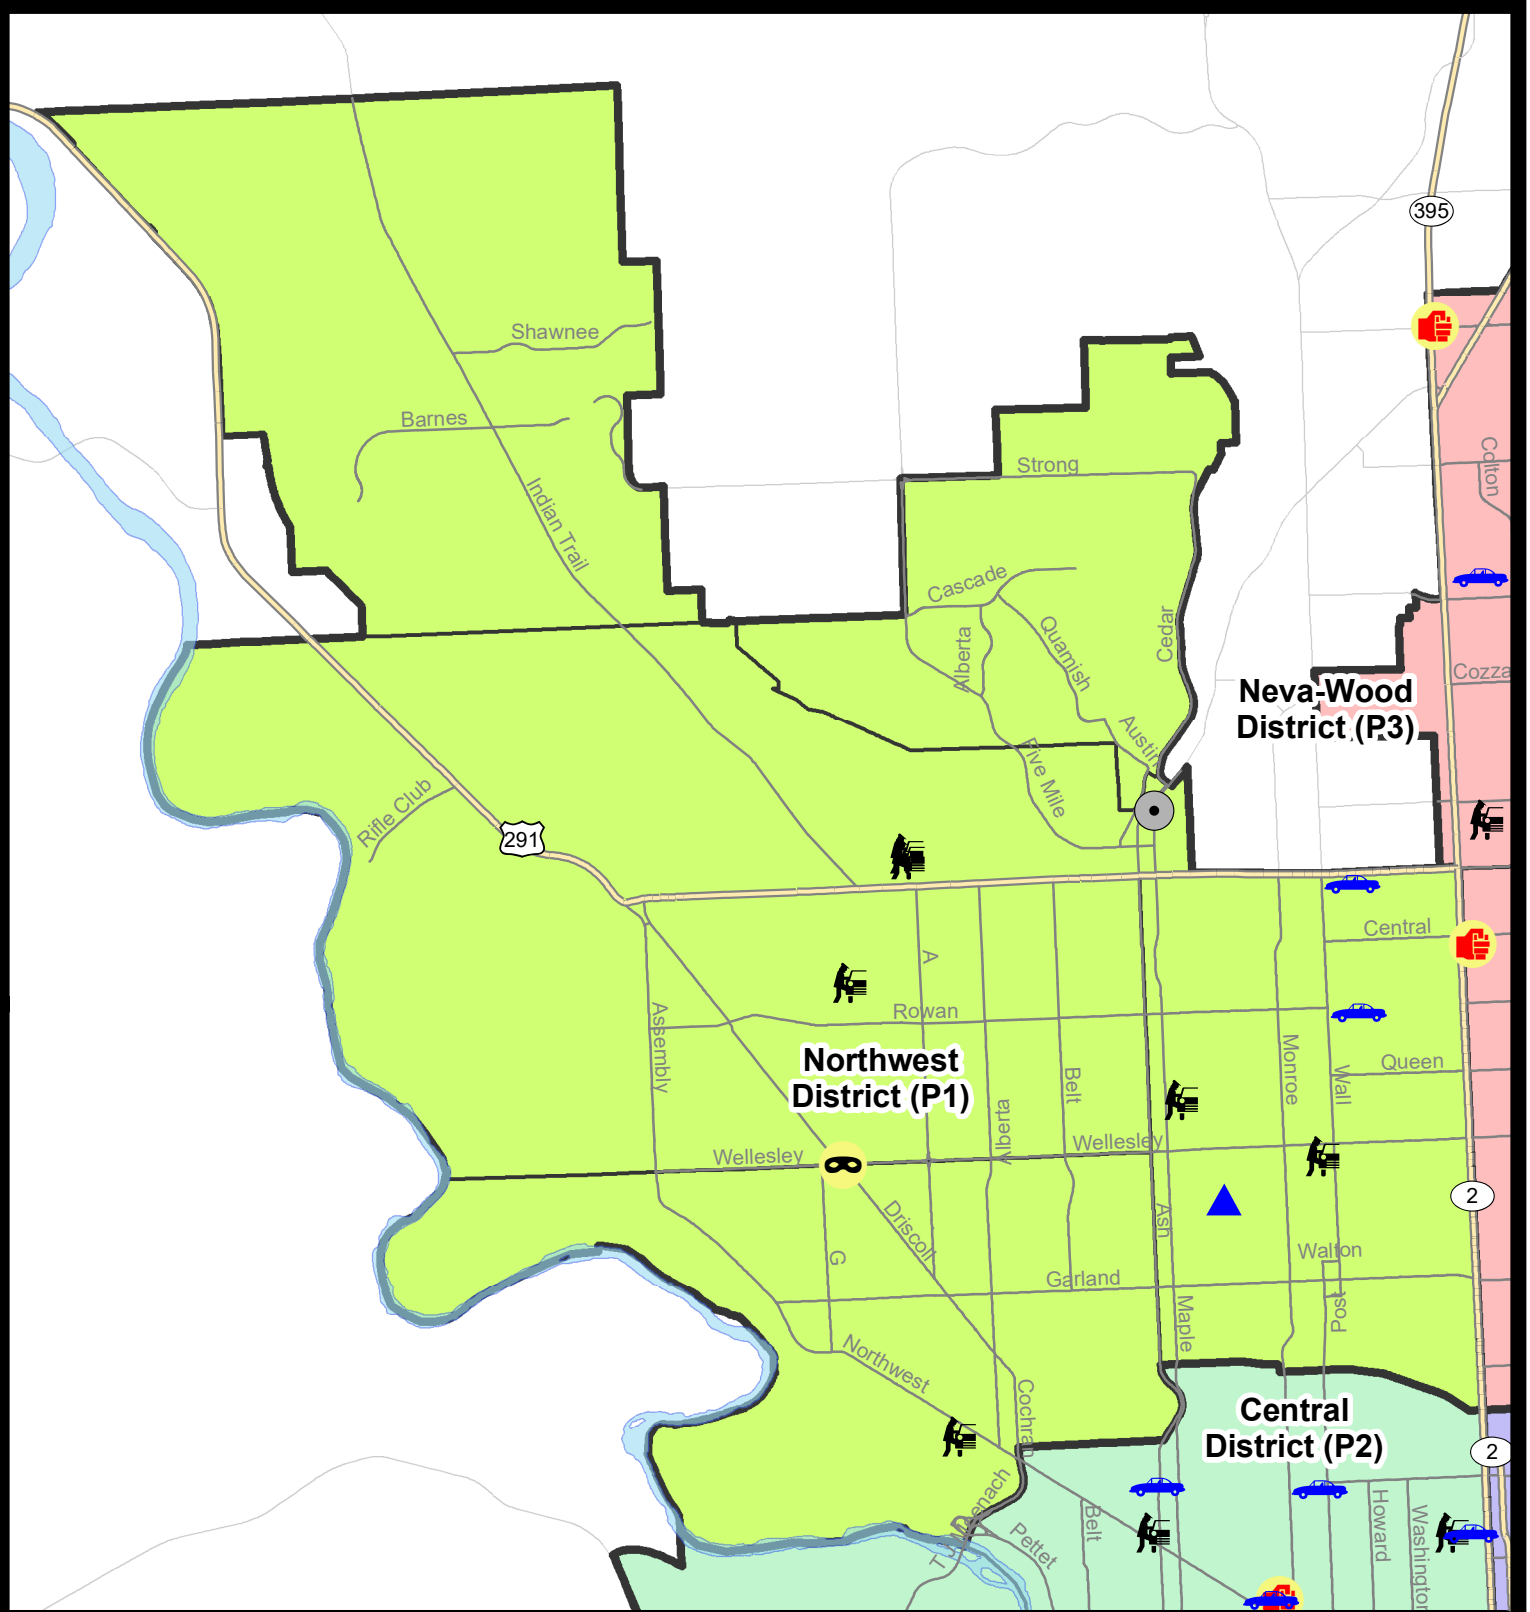 395
Shawnee
Barnes
Colton
Strong
Indian Trail
Cascade
Alberta
Quamish
Cedar
Cozza
Neva-Wood
District (P3)
Austin
Five Mile
Rifle Club
291
Central
A
Rowan
Assembly
Northwest
District (P1)
Belt
Monroe
Wall
Queen
Alberta
Wellesley
Wellesley
2
Driscoll
Ash
G
Walton
Garland
Maple
Post
Northwest
Cochran
Central
District (P2)
2
Pettet
Belt
Howard
Washington